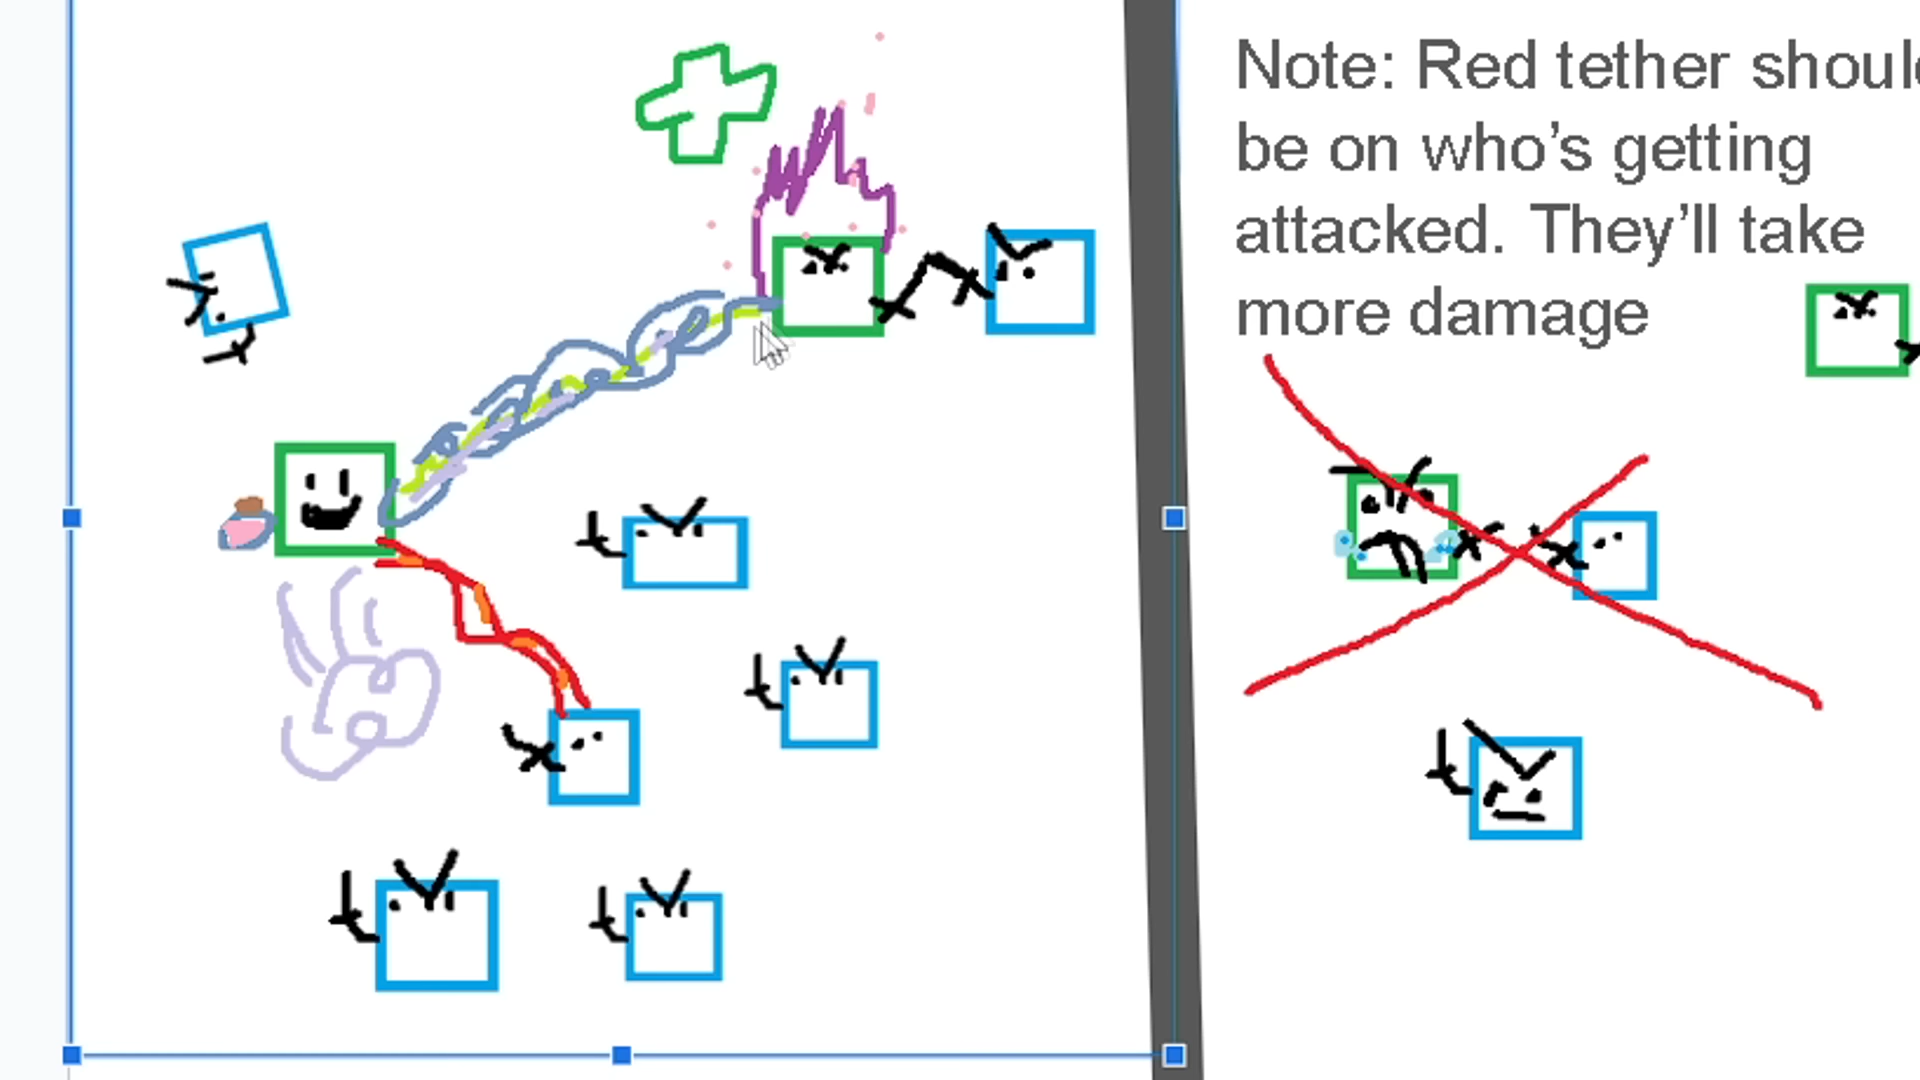 Note: Red tether shoul
be on who's getting
attacked. They'll take
more damage